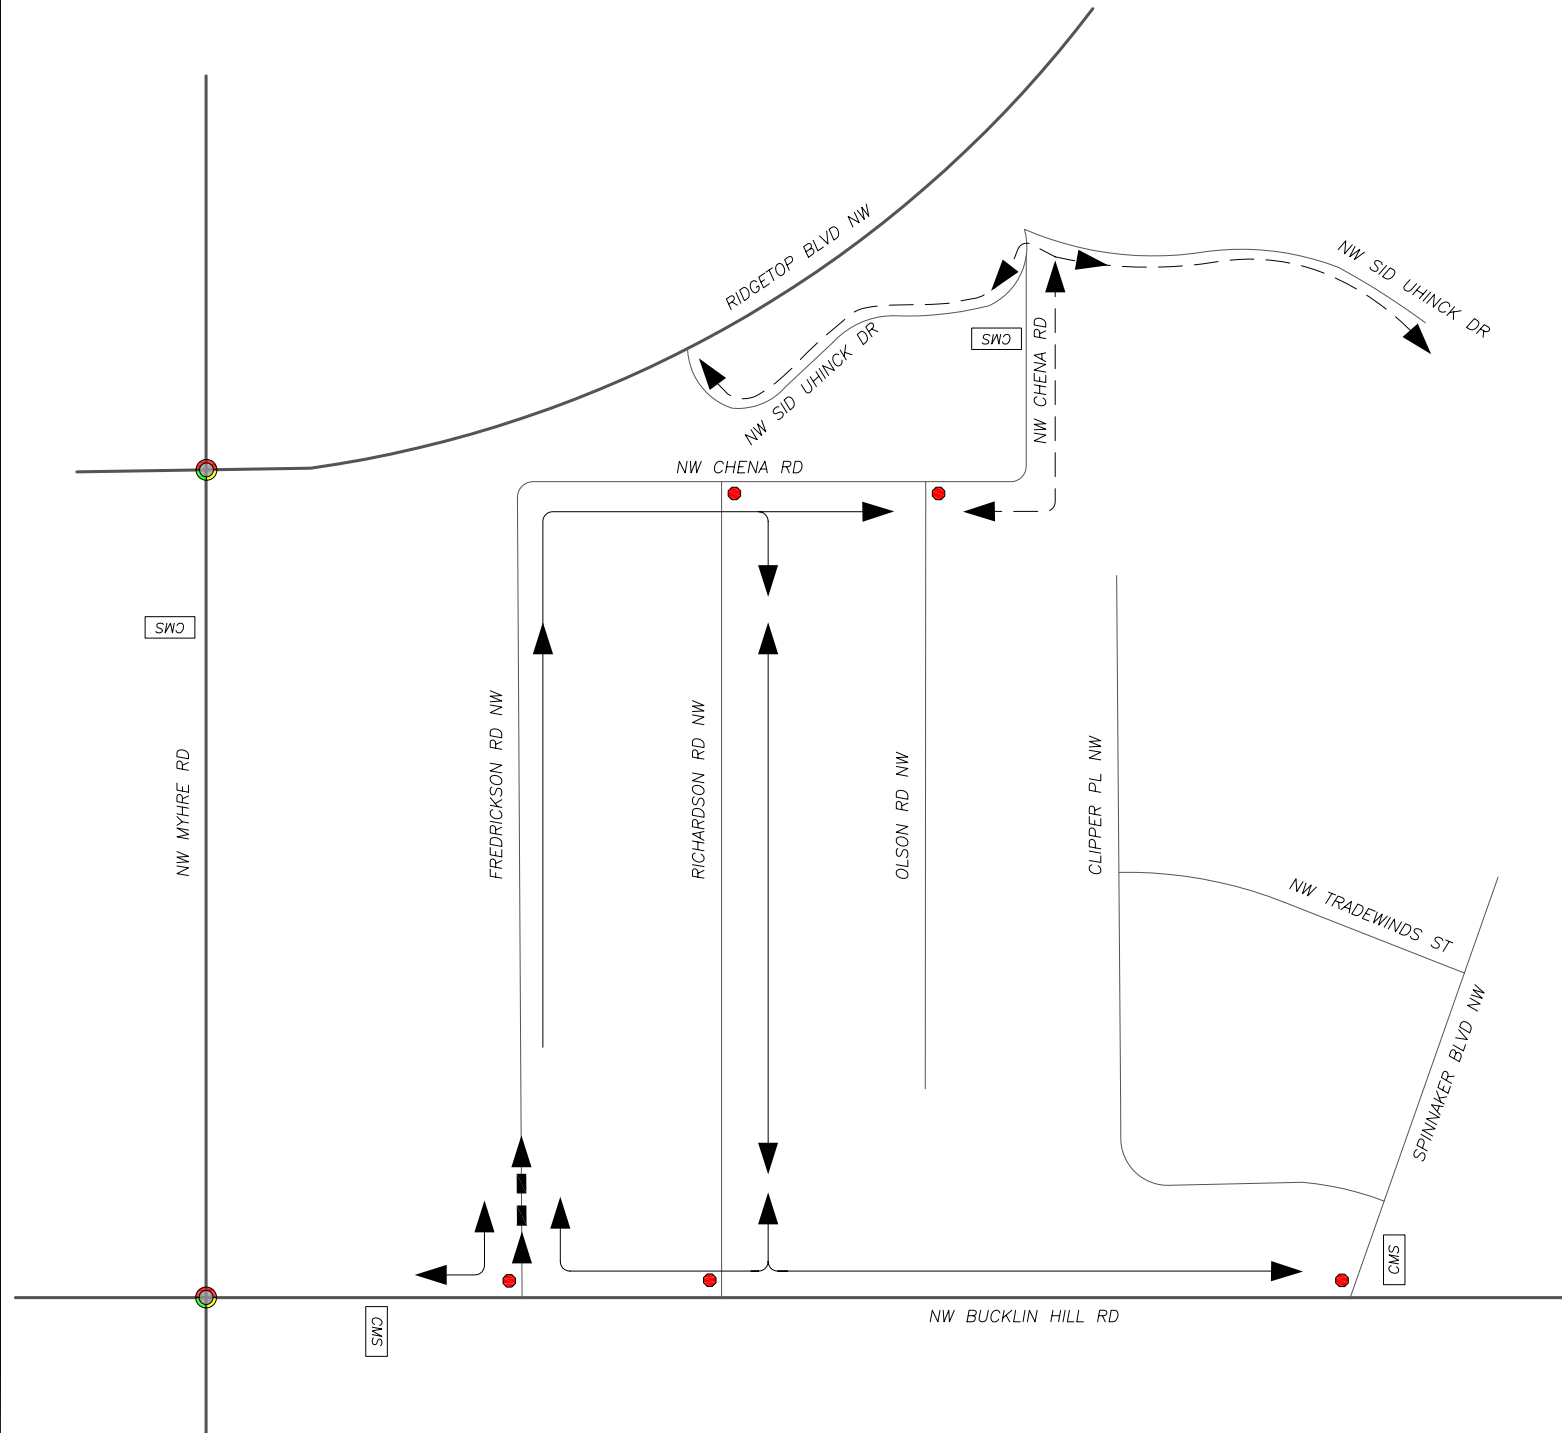 RIDGETOP BLVD NW
NW SID UHINCK DR
NW SID UHINCK DR
CMS
NW CHENA RD
NW CHENA RD
CMS
NW MYHRE RD
FREDRICKSON RD NW
RICHARDSON RD NW
OLSON RD NW
CLIPPER PL NW
NW TRADEWINDS ST
SPINNAKER BLVD NW
CMS
CMS
NW BUCKLIN HILL RD